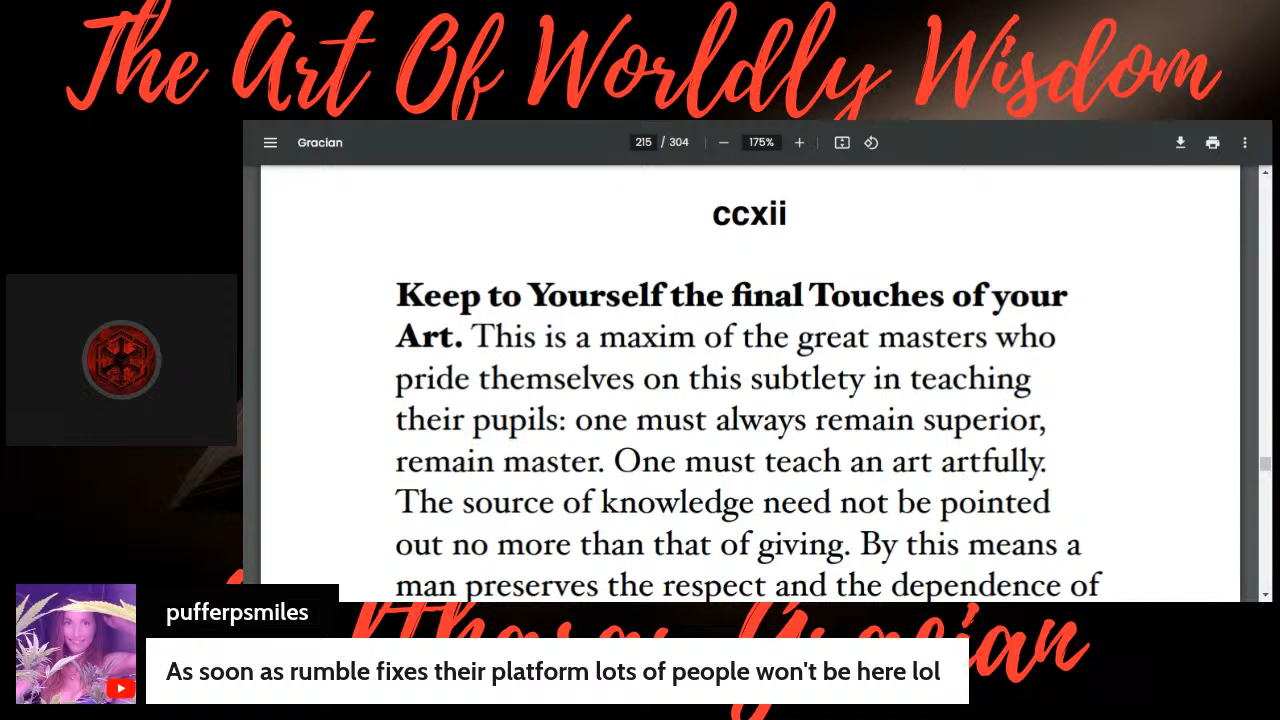 The Art Of Worldly Wisdom
Gracian
215 / 304
175%
ccxii
Keep to Yourself the final Touches of your
Art. This is a maxim of the great masters who
pride themselves on this subtlety in teaching
their pupils: one must always remain superior,
remain master. One must teach an art artfully.
The source of knowledge need not be pointed
out no more than that of giving. By this means a
man preserves the respect and the dependence of
pufferpsmiles
As soon as rumble fixes their platform lots of people won't be here lol